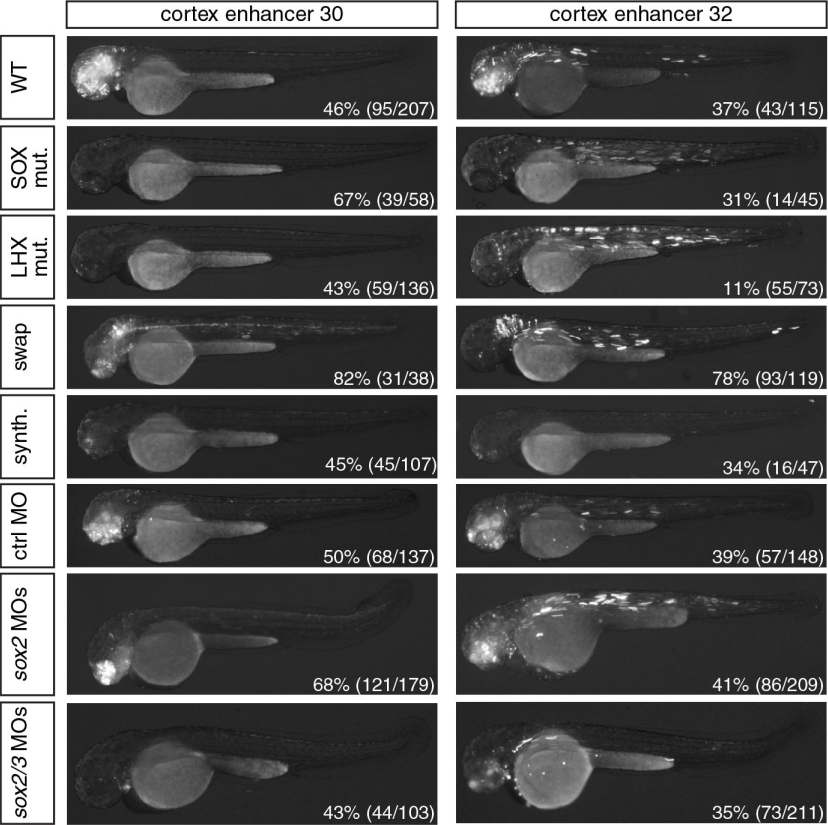 cortex enhancer 30
cortex enhancer 32
WT
46% (95/207)
37% (43/115)
SOX
mut.
67% (39/58)
31% (14/45)
LHX
mut.
43% (59/136)
11% (55/73)
swap
82% (31/38)
78% (93/119)
synth.
45% (45/107)
34% (16/47)
ctrl MO
50% (68/137)
39% (57/148)
sox2 MOs
68% (121/179)
41% (86/209)
sox2/3 MOs
43% (44/103)
35% (73/211)